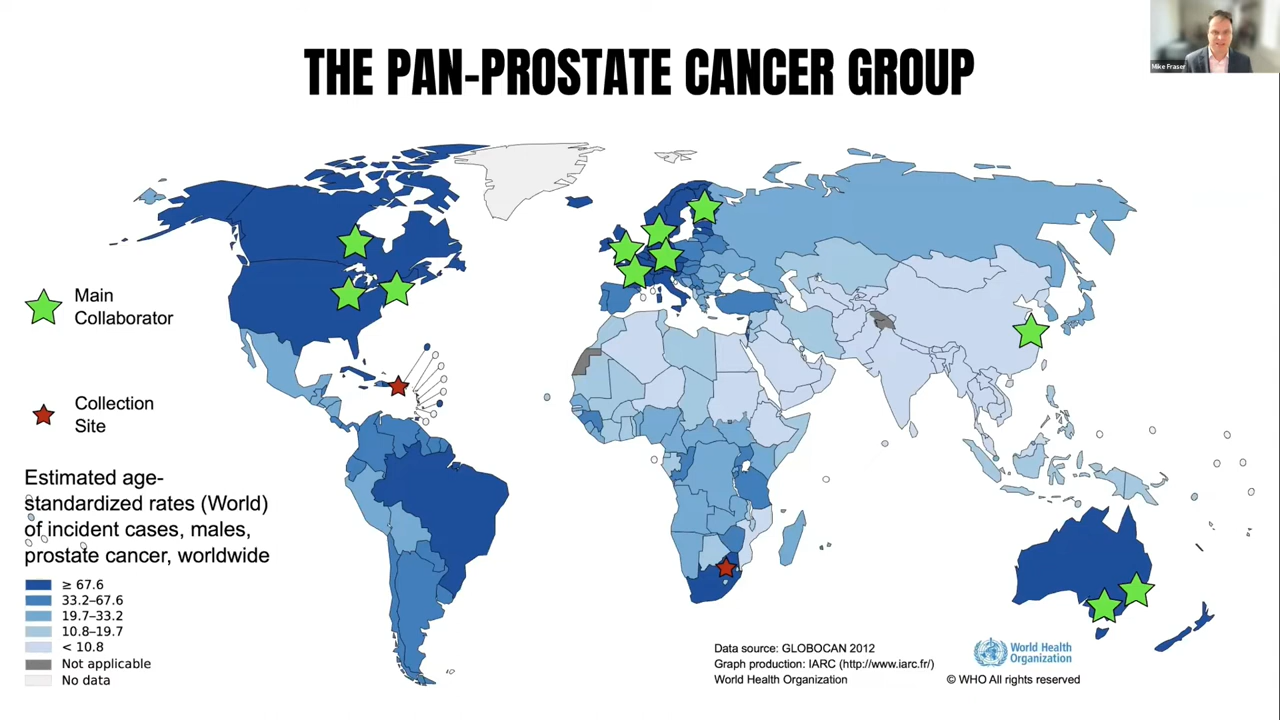 THE PAN-PROSTATE CANCER GROUP
Mike Fraser
Main
Collaborator
Collection
Site
Estimated age-
standardized rates (World)
of incident cases, males,
prostate cancer, worldwide
≥ 67.6
33.2–67.6
19.7–33.2
10.8–19.7
< 10.8
Not applicable
No data
Data source: GLOBOCAN 2012
Graph production: IARC (http://www.iarc.fr/)
World Health Organization
World Health
Organization
© WHO All rights reserved